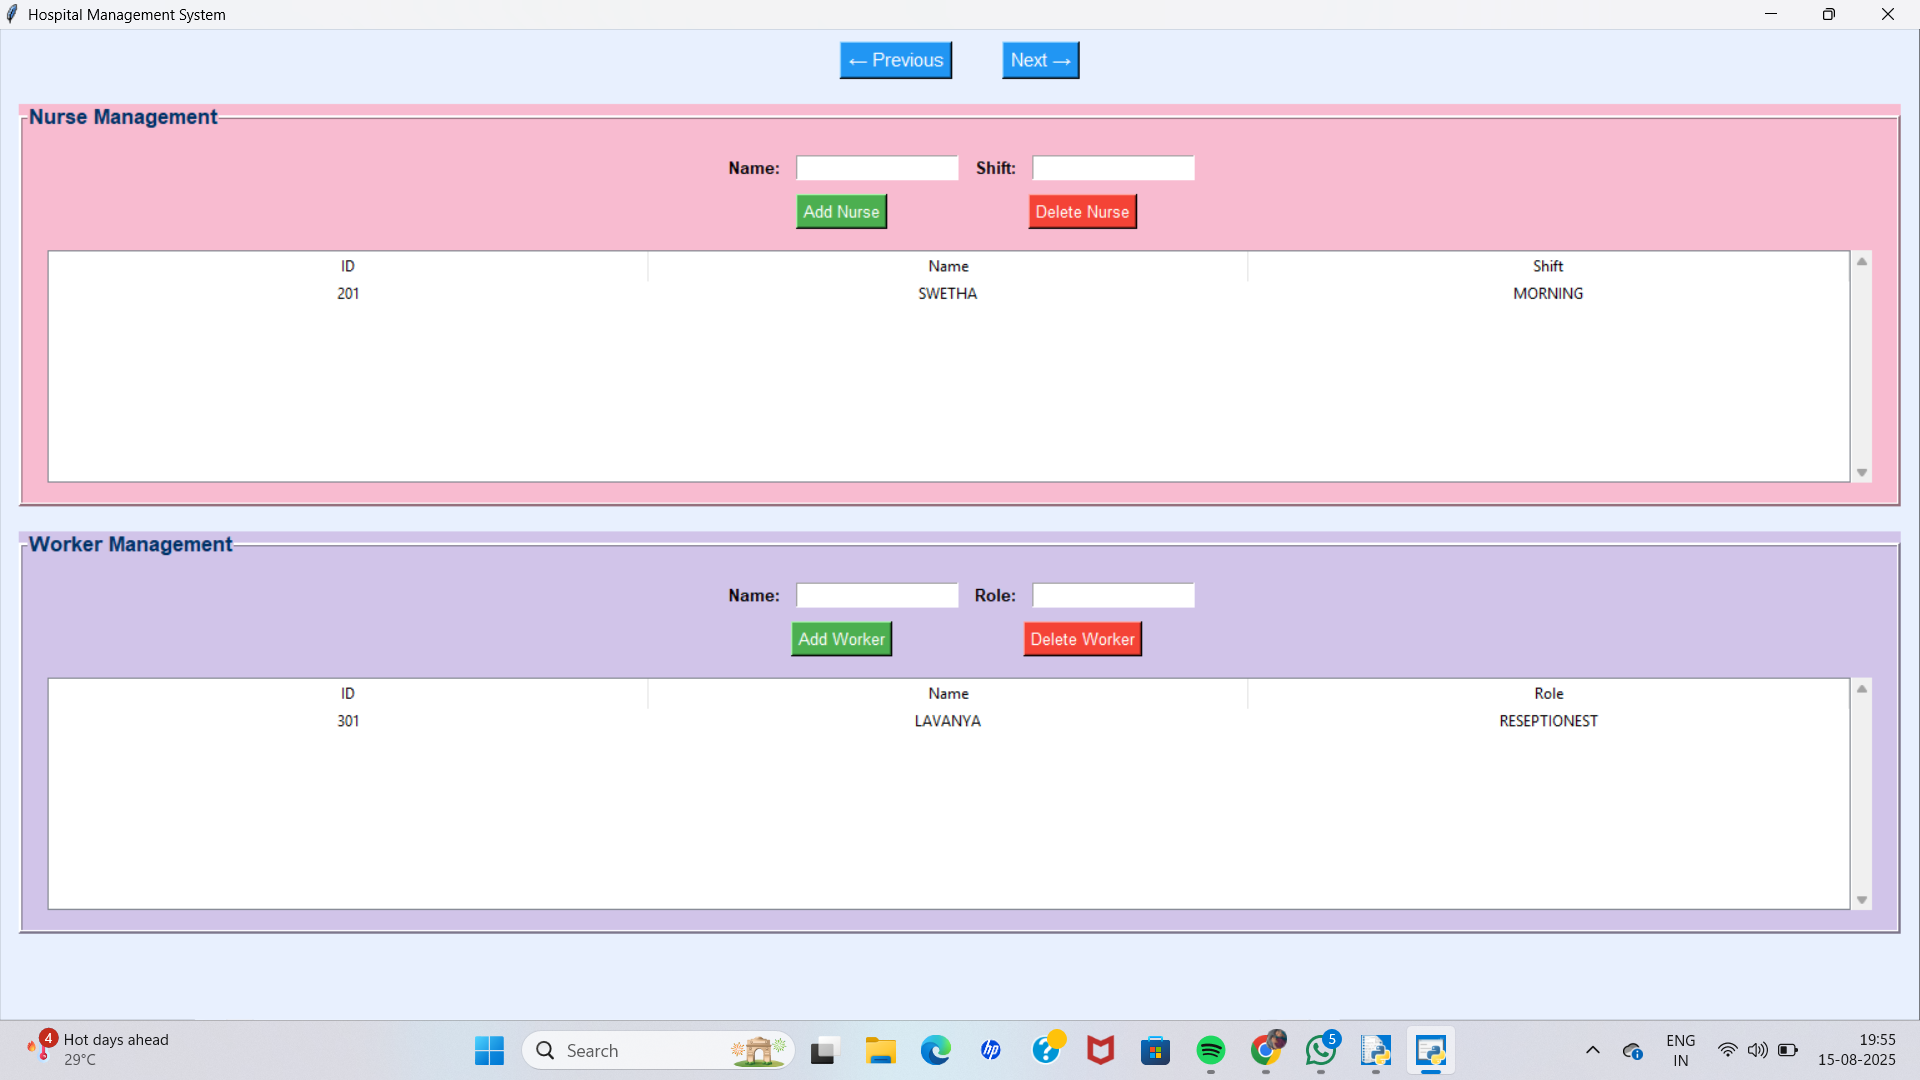 Hospital Management System
← Previous Next →
Nurse Management
Name: Shift:
Add Nurse Delete Nurse
ID Name Shift
201 SWETHA MORNING
Worker Management
Name: Role:
Add Worker Delete Worker
ID Name Role
301 LAVANYA RESEPTIONEST
4 Hot days ahead
29°C
Search
hp
5
ENG
IN
19:55
15-08-2025